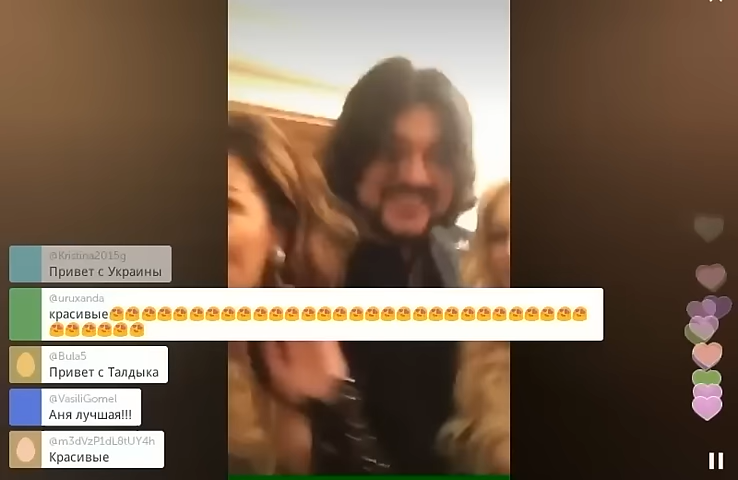 @Kristina2015g
Привет с Украины
@uruxanda
красивые😍😍😍😍😍😍😍😍😍😍😍😍😍😍😍😍😍😍😍😍😍😍😍😍😍😍😍😍😍😍
😍😍😍😍😍😍
@Bula5
Привет с Талдыка
@VasiliGomel
Аня лучшая!!!
@m3dVzP1dL8tUY4h
Красивые